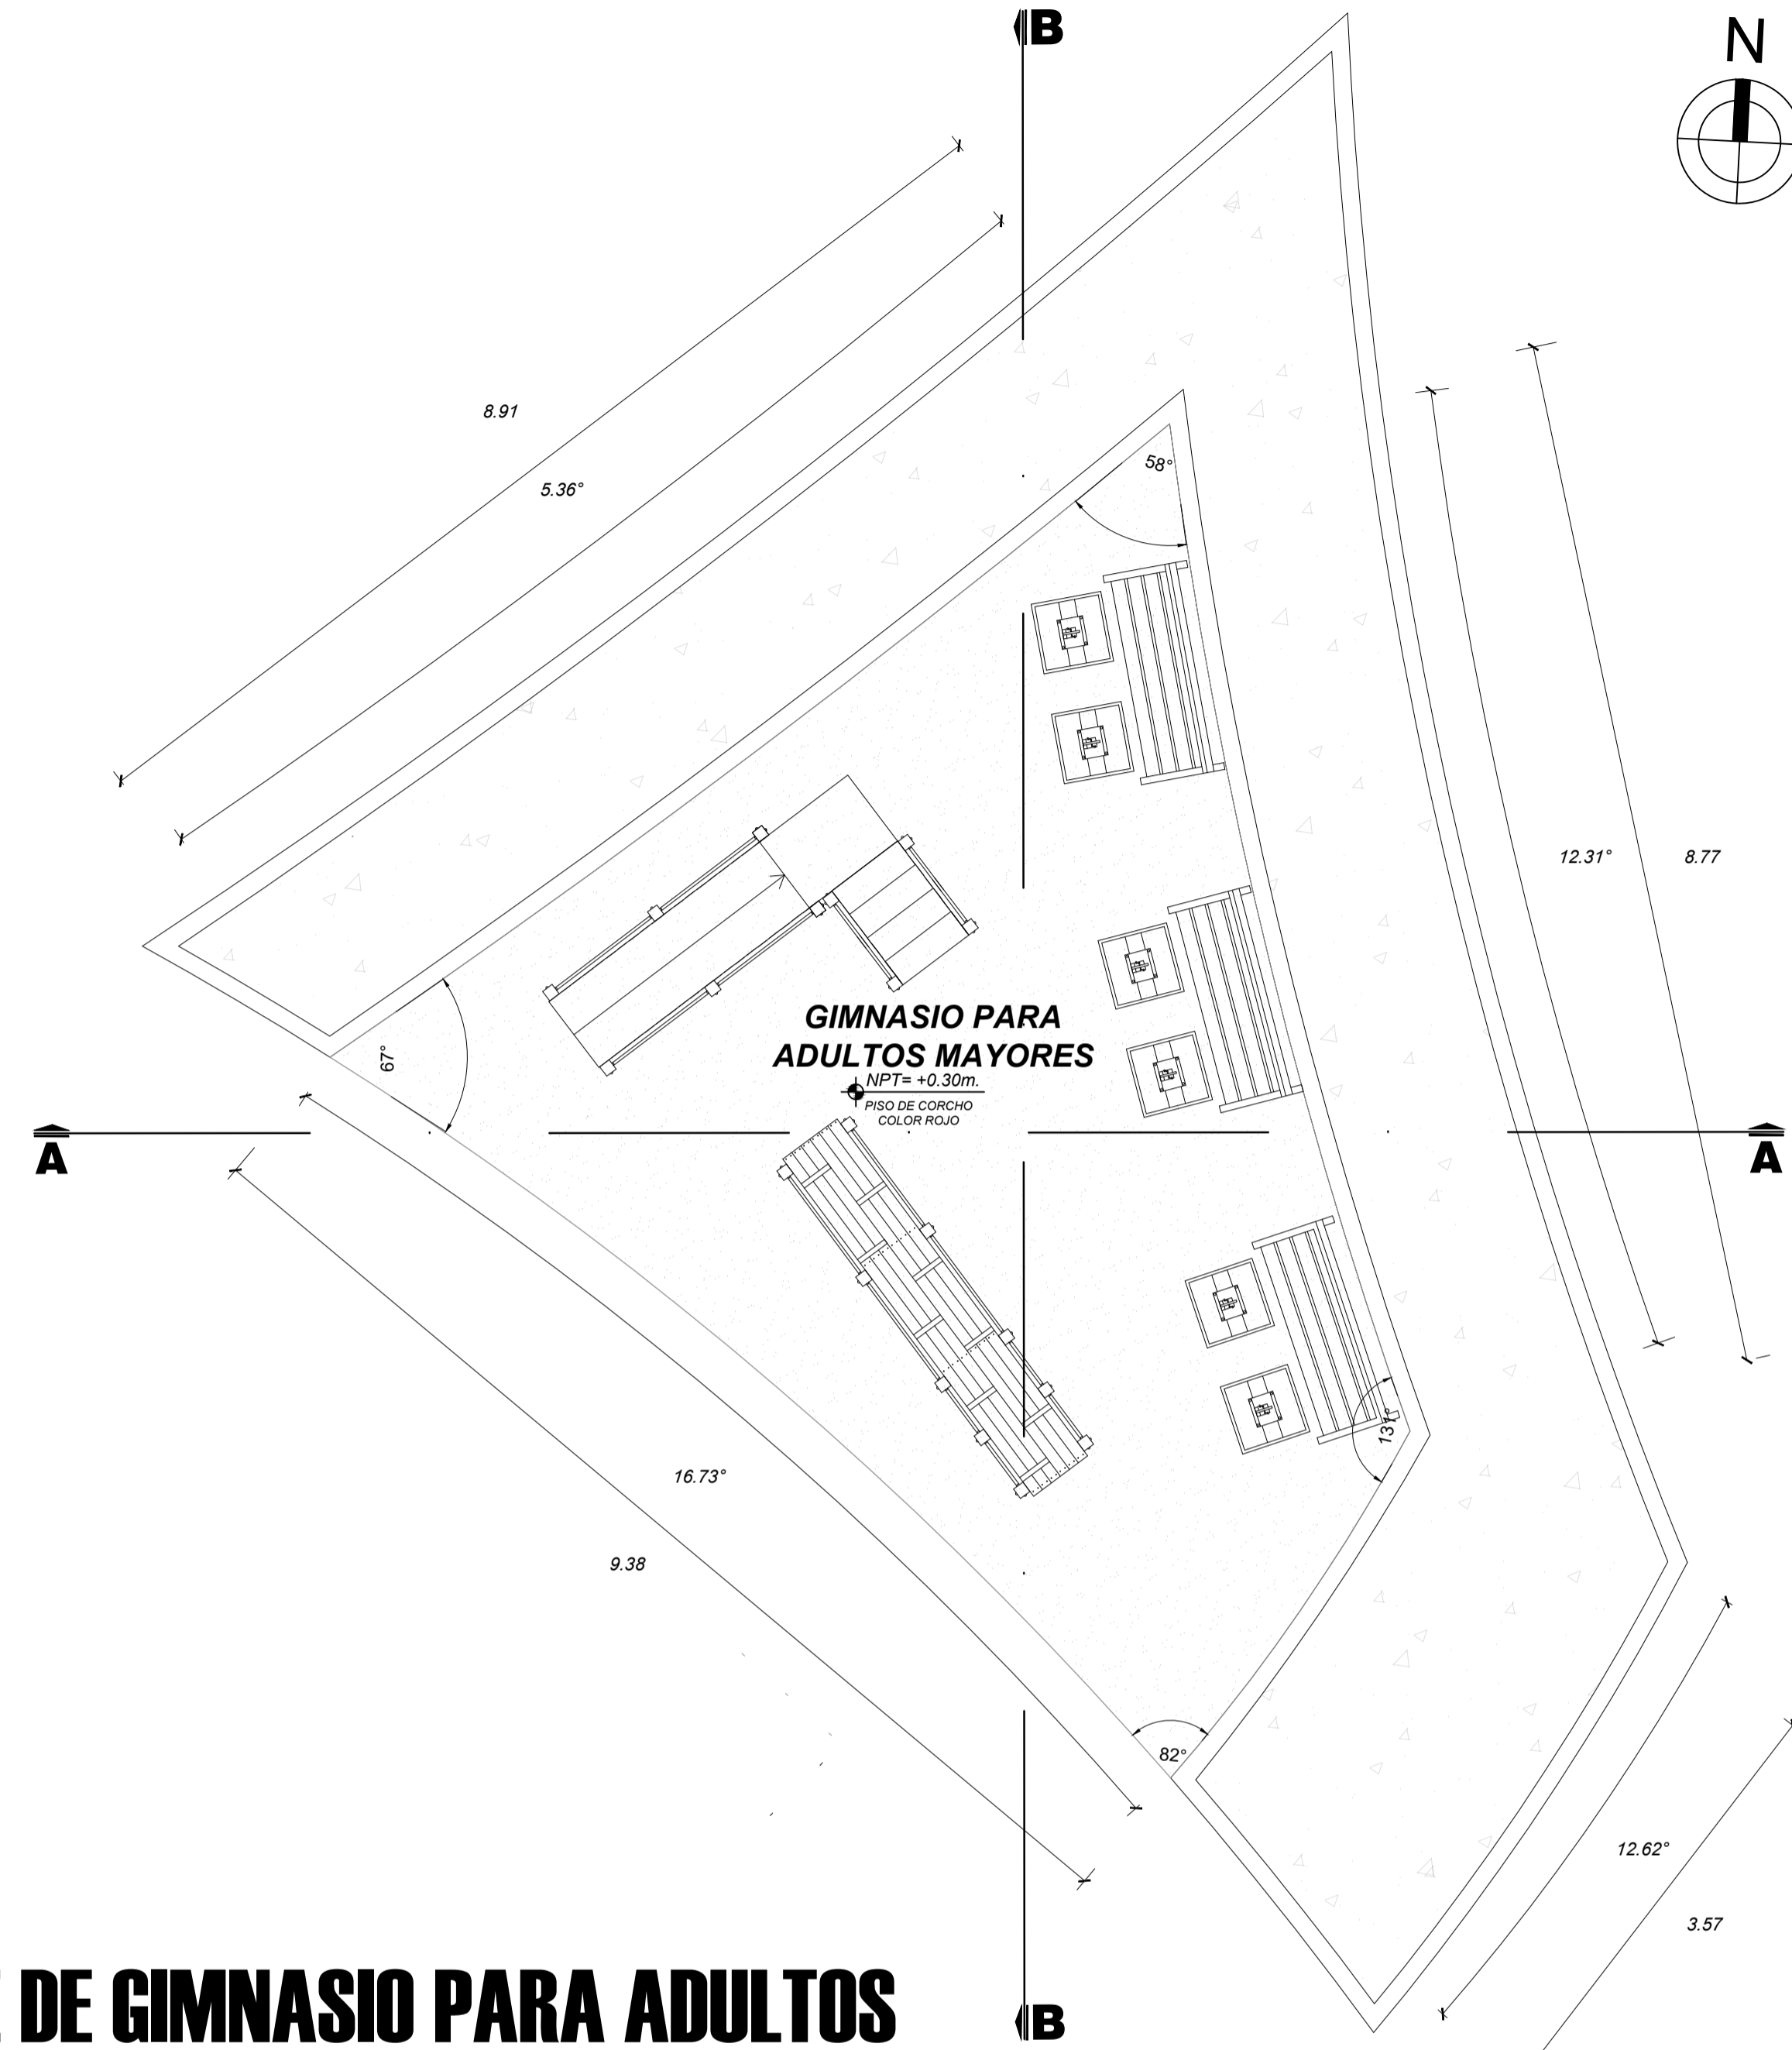 B
N
8.91
5.36°
58°
12.31°
8.77
GIMNASIO PARA
ADULTOS MAYORES
NPT= +0.30m.
PISO DE CORCHO
COLOR ROJO
67°
A
A
131°
16.73°
9.38
82°
12.62°
3.57
DE GIMNASIO PARA ADULTOS
B